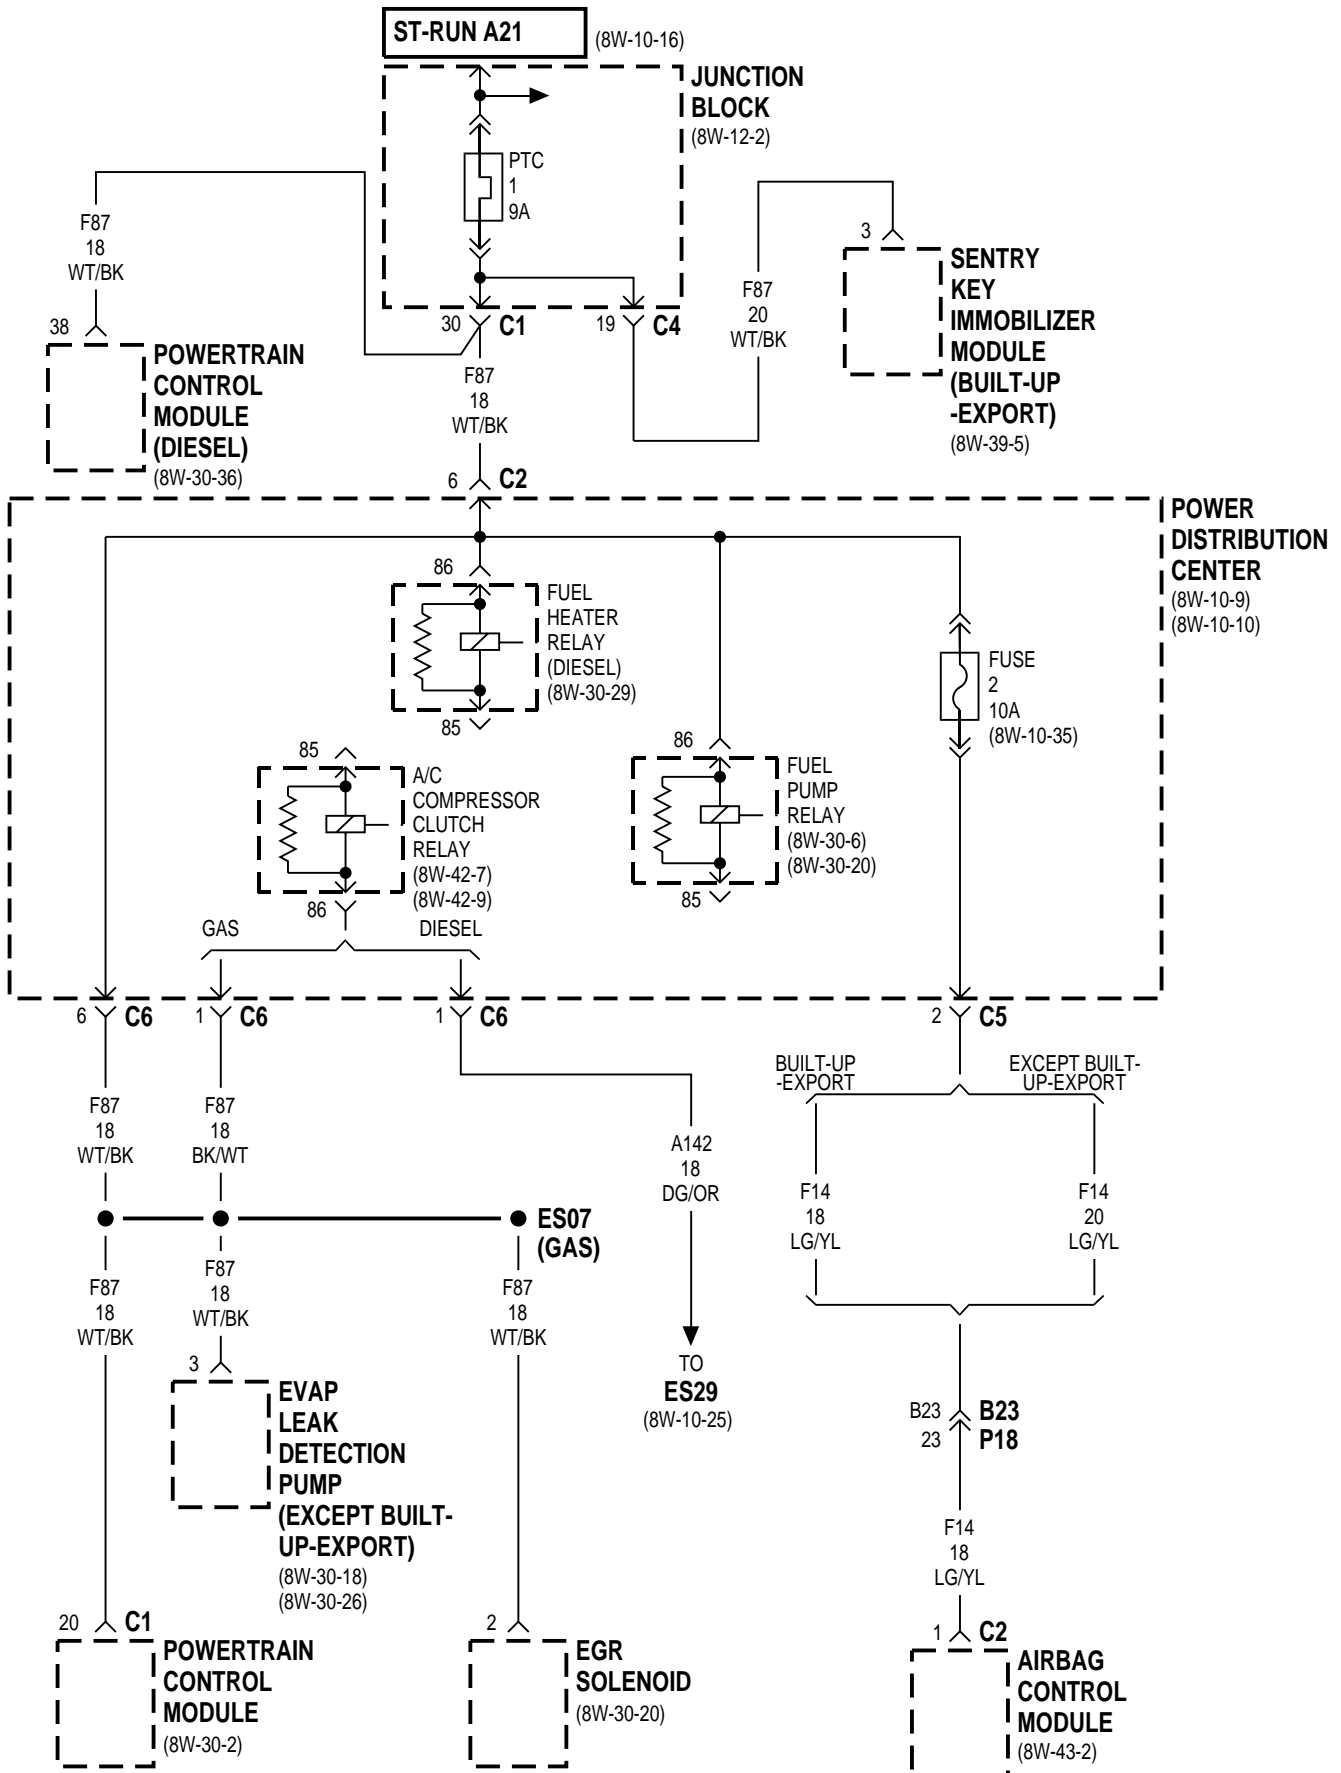 ST-RUN A21
(8W-10-16)
JUNCTION
BLOCK
(8W-12-2)
PTC
1
9A
F87
18
WT/BK
38
POWERTRAIN
CONTROL
MODULE
(DIESEL)
(8W-30-36)
30
C1
19
C4
F87
18
WT/BK
F87
20
WT/BK
3
SENTRY
KEY
IMMOBILIZER
MODULE
(BUILT-UP
-EXPORT)
(8W-39-5)
6
C2
POWER
DISTRIBUTION
CENTER
(8W-10-9)
(8W-10-10)
86
FUEL
HEATER
RELAY
(DIESEL)
(8W-30-29)
85
85
A/C
COMPRESSOR
CLUTCH
RELAY
(8W-42-7)
(8W-42-9)
86
86
FUEL
PUMP
RELAY
(8W-30-6)
(8W-30-20)
85
FUSE
2
10A
(8W-10-35)
GAS
DIESEL
6
C6
1
C6
1
C6
2
C5
F87
18
WT/BK
F87
18
BK/WT
A142
18
DG/OR
BUILT-UP
-EXPORT
EXCEPT BUILT-
UP-EXPORT
F14
18
LG/YL
F14
20
LG/YL
ES07
(GAS)
F87
18
WT/BK
F87
18
WT/BK
F87
18
WT/BK
TO
ES29
(8W-10-25)
3
EVAP
LEAK
DETECTION
PUMP
(EXCEPT BUILT-
UP-EXPORT)
(8W-30-18)
(8W-30-26)
B23
B23
23
P18
F14
18
LG/YL
20
C1
POWERTRAIN
CONTROL
MODULE
(8W-30-2)
2
EGR
SOLENOID
(8W-30-20)
1
C2
AIRBAG
CONTROL
MODULE
(8W-43-2)